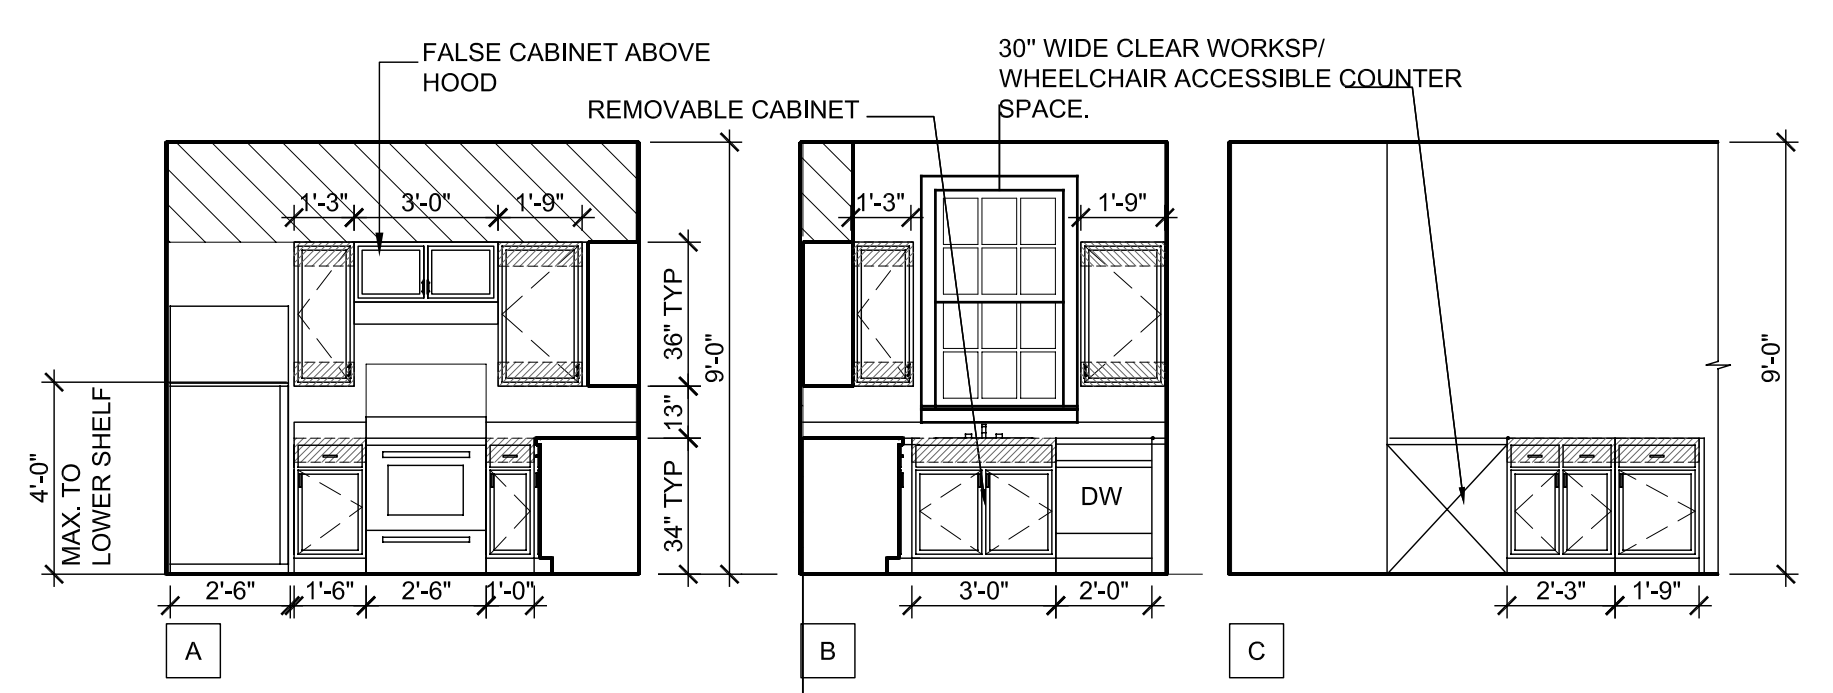 FALSE CABINET ABOVE
HOOD
30" WIDE CLEAR WORKSP/
WHEELCHAIR ACCESSIBLE COUNTER
SPACE.
REMOVABLE CABINET
1'-3"
3'-0"
1'-9"
36" TYP
13"
34" TYP
9'-0"
4'-0"
MAX. TO
LOWER SHELF
2'-6"
1'-6"
2'-6"
1'-0"
A
1'-3"
1'-9"
DW
3'-0"
2'-0"
B
9'-0"
2'-3"
1'-9"
C